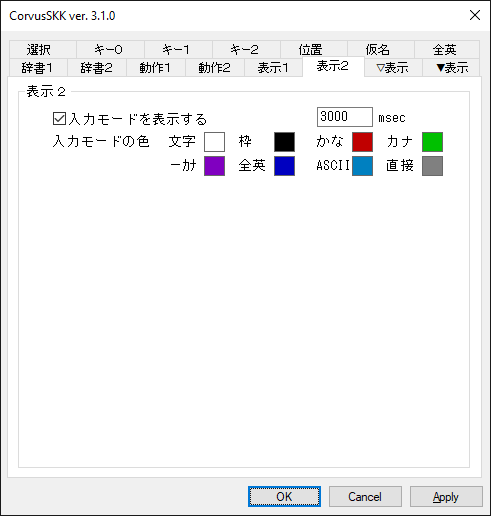 CorvusSKK ver. 3.1.0
選択 キー0 キー1 キー2 位置 仮名 全英
辞書1 辞書2 動作1 動作2 表示1 表示2 ▽表示 ▼表示
表示2
入力モードを表示する 3000 msec
入力モードの色 文字 枠 かな カナ
ｰｶﾅ 全英 ASCII 直接
OK Cancel Apply